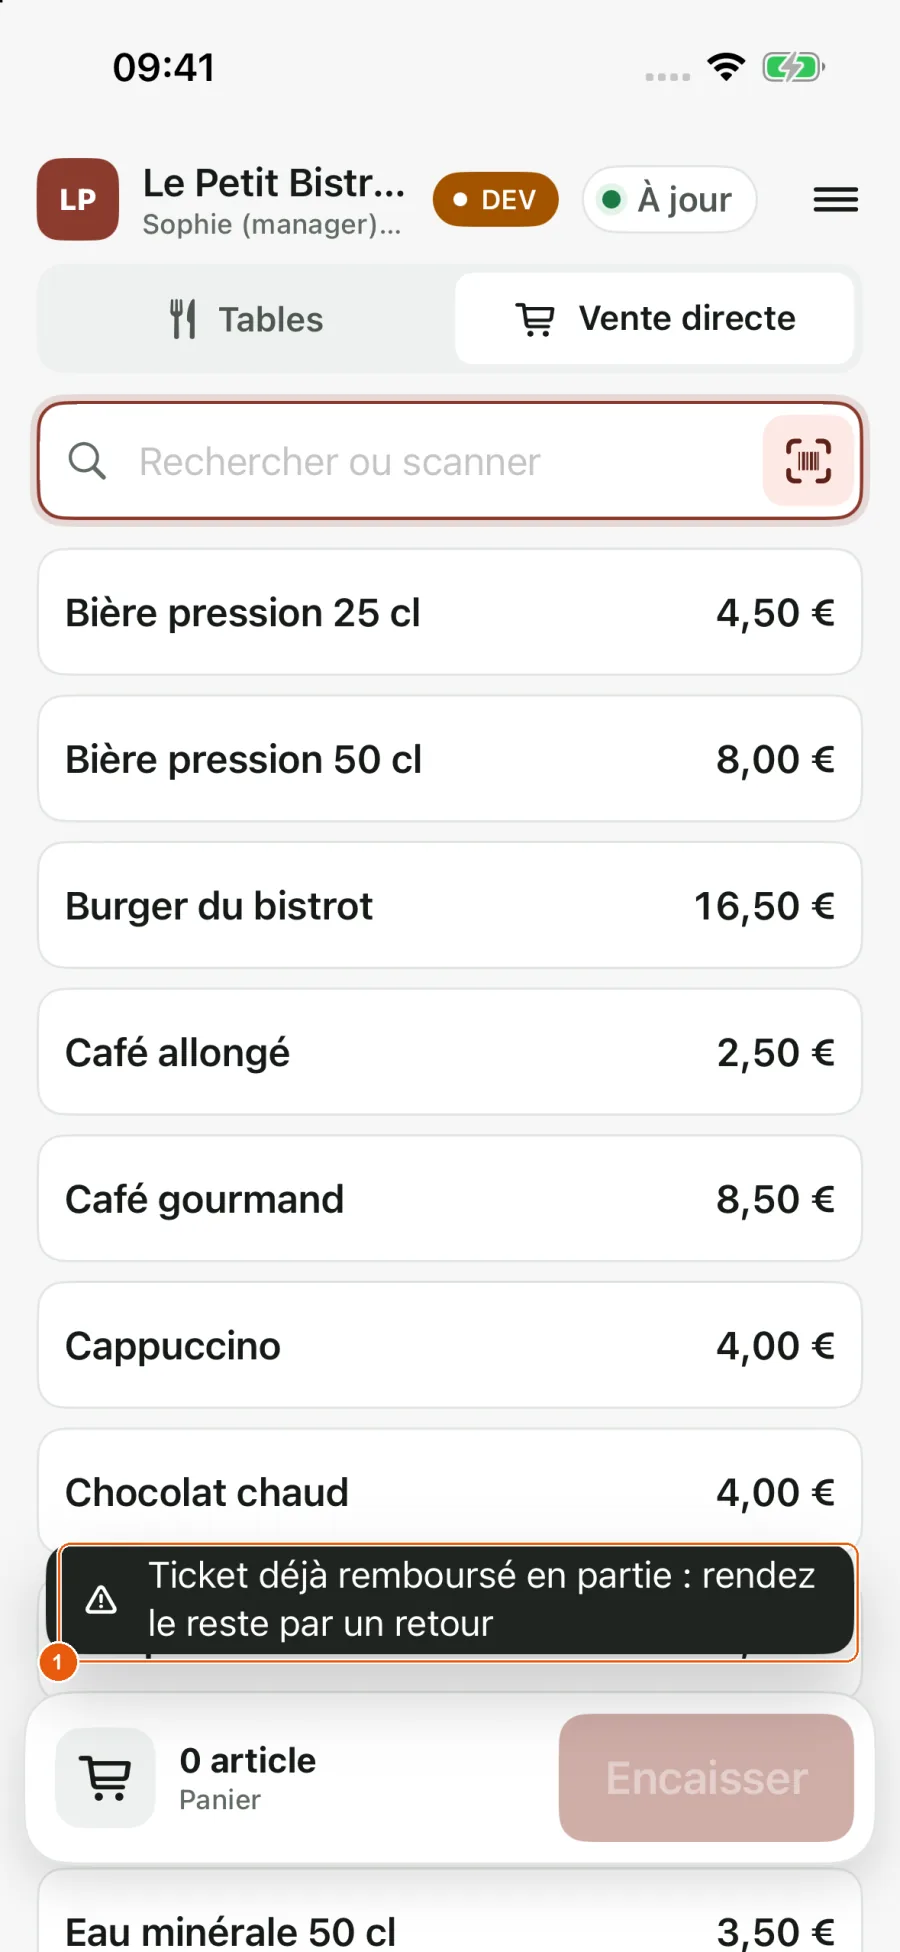 09:41
LP
Le Petit Bistr...
Sophie (manager)...
DEV
À jour
Tables
Vente directe
Rechercher ou scanner
Bière pression 25 cl
4,50 €
Bière pression 50 cl
8,00 €
Burger du bistrot
16,50 €
Café allongé
2,50 €
Café gourmand
8,50 €
Cappuccino
4,00 €
Chocolat chaud
4,00 €
Ticket déjà remboursé en partie : rendez
le reste par un retour
1
0 article
Panier
Encaisser
Eau minérale 50 cl
3,50 €